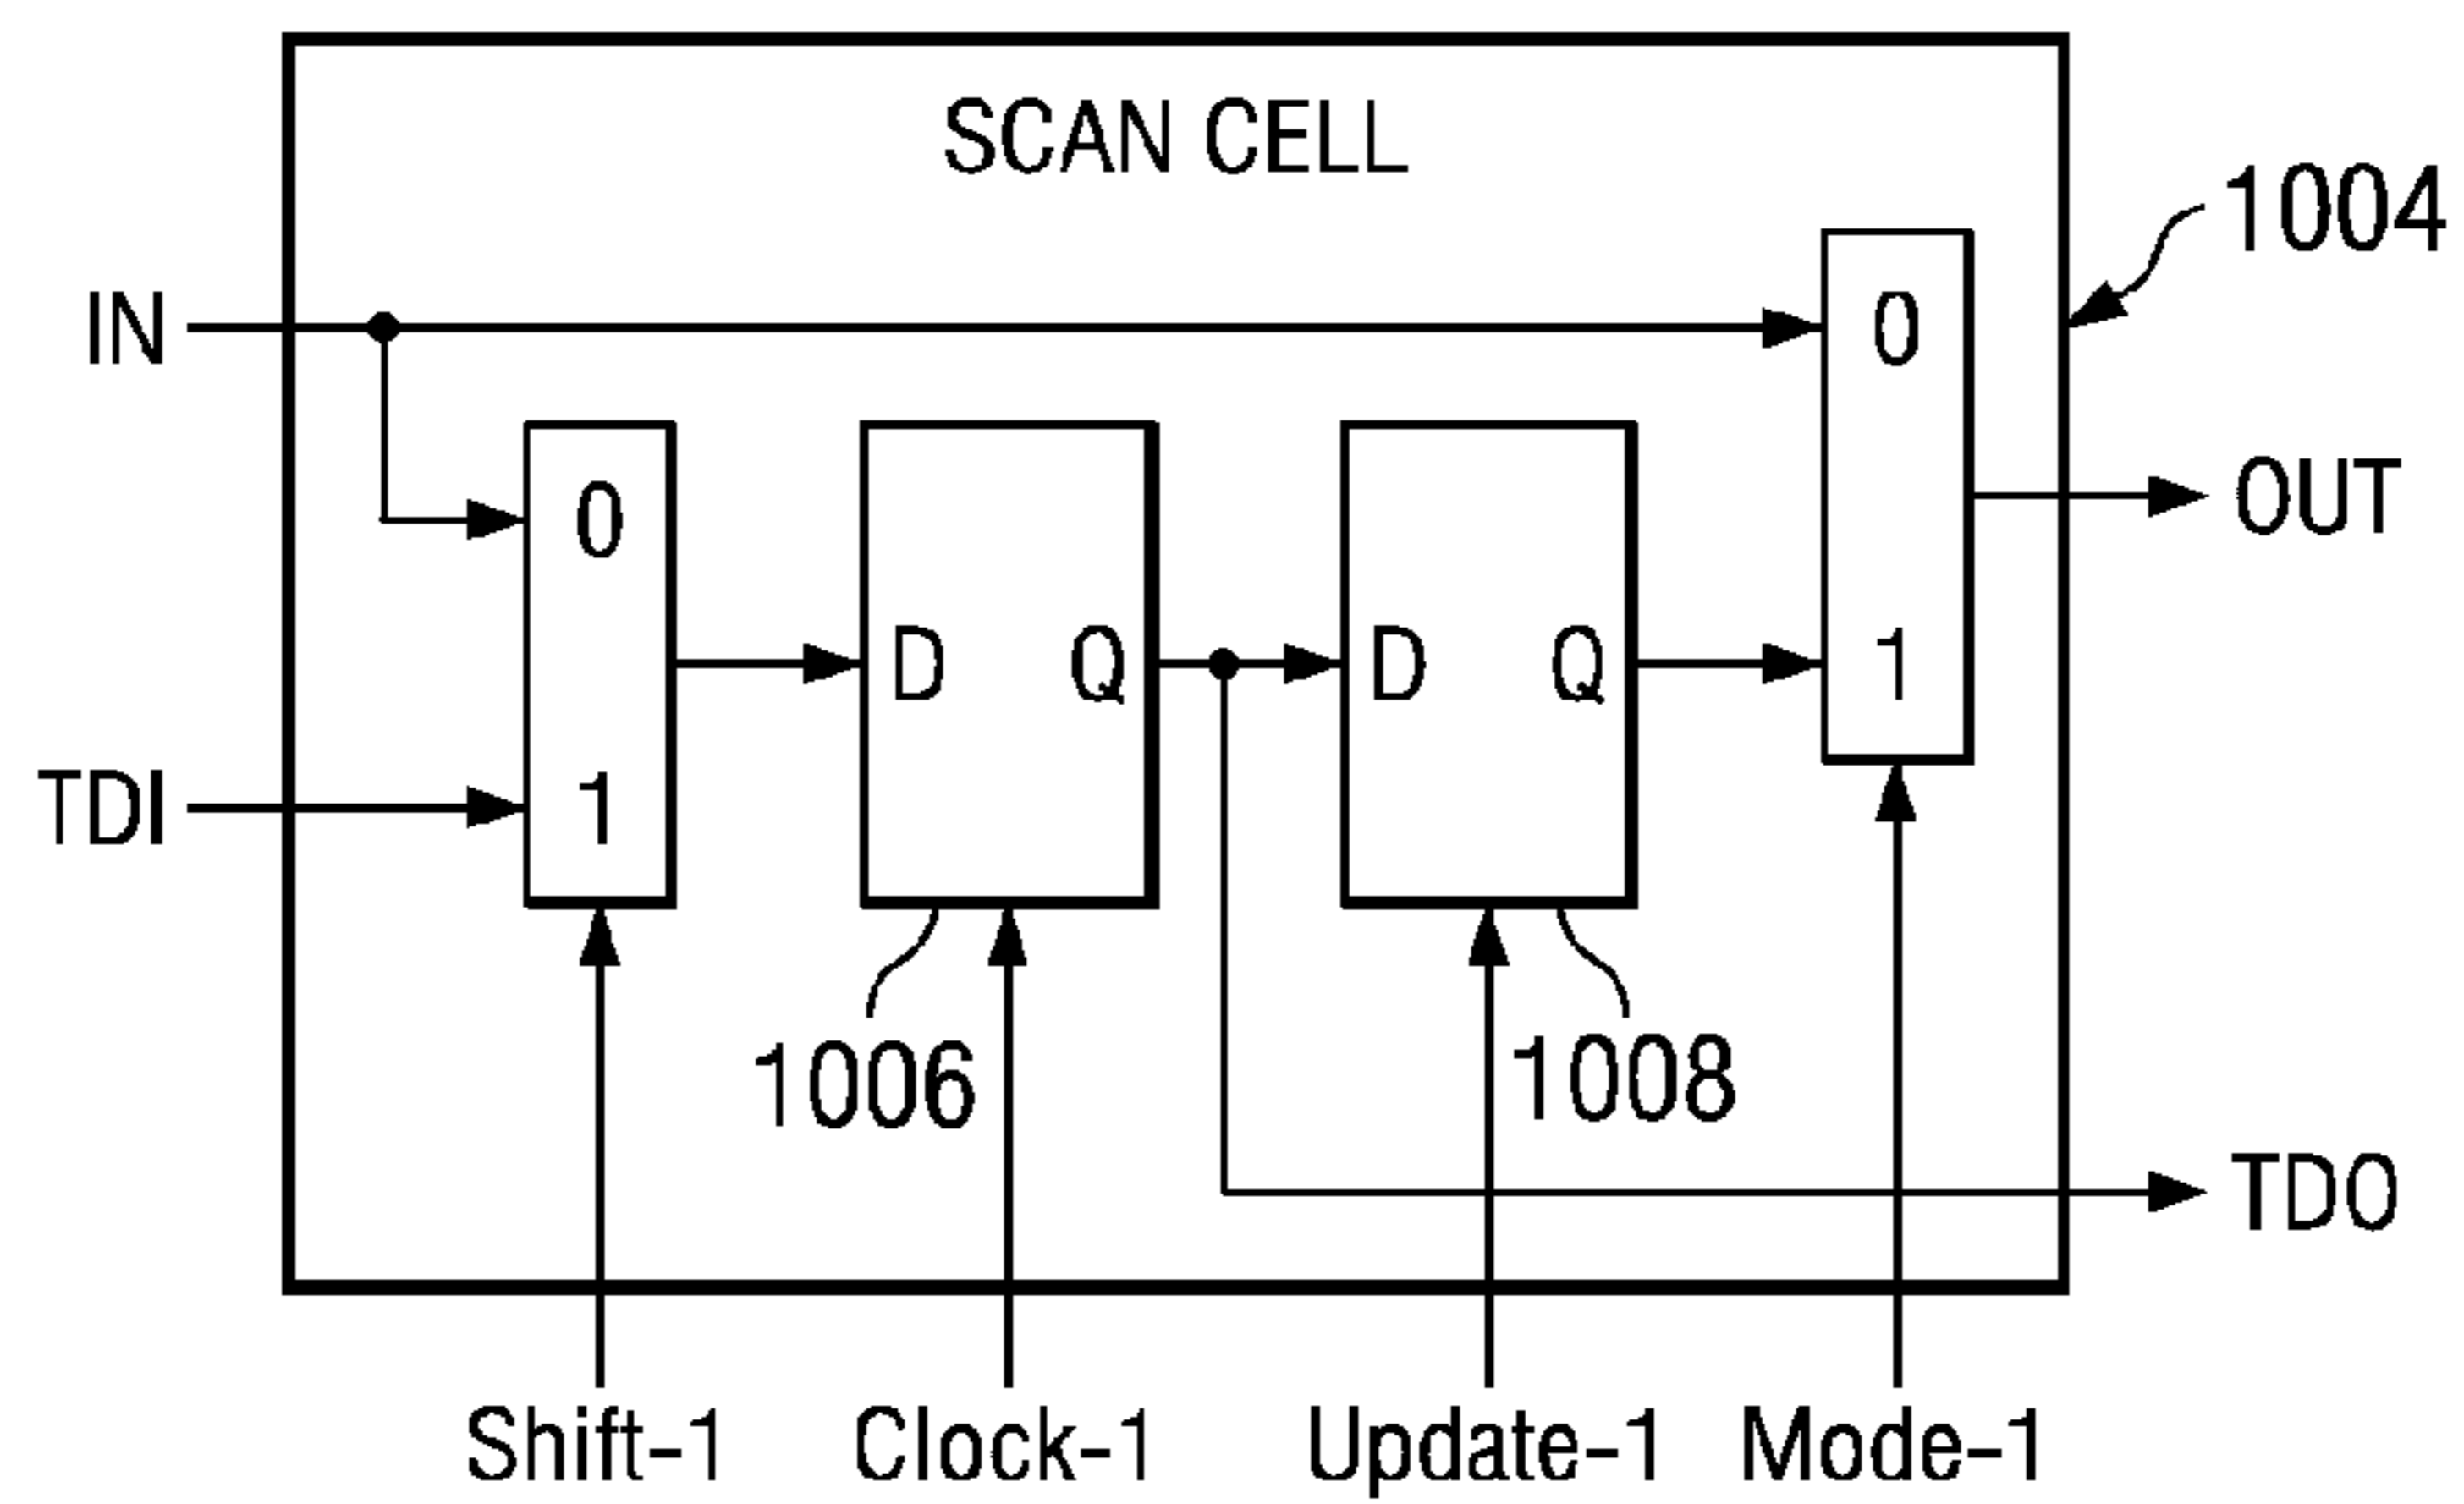 SCAN CELL
1004
IN
0
0
OUT
D Q D Q
1
TDI
1
1006
1008
TDO
Shift-1 Clock-1 Update-1 Mode-1